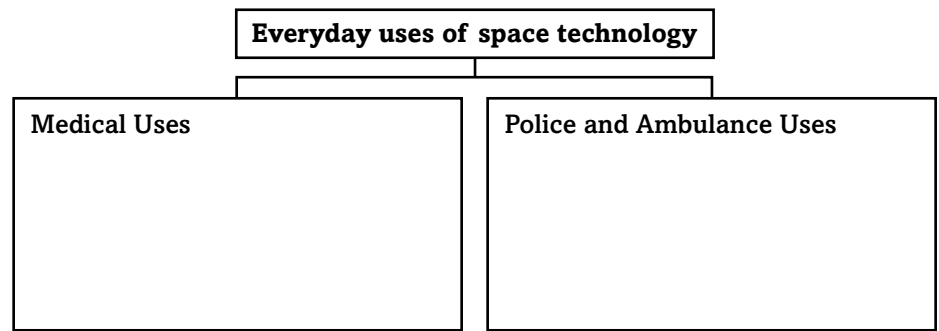 Everyday uses of space technology
Medical Uses
Police and Ambulance Uses